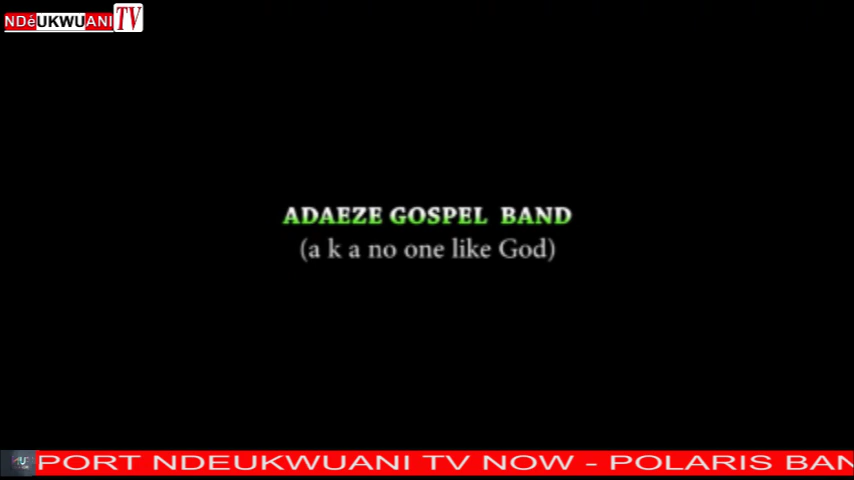 NDéUKWUANI TV
ADAEZE GOSPEL BAND
(a k a no one like God)
PORT NDEUKWUANI TV NOW - POLARIS BAN